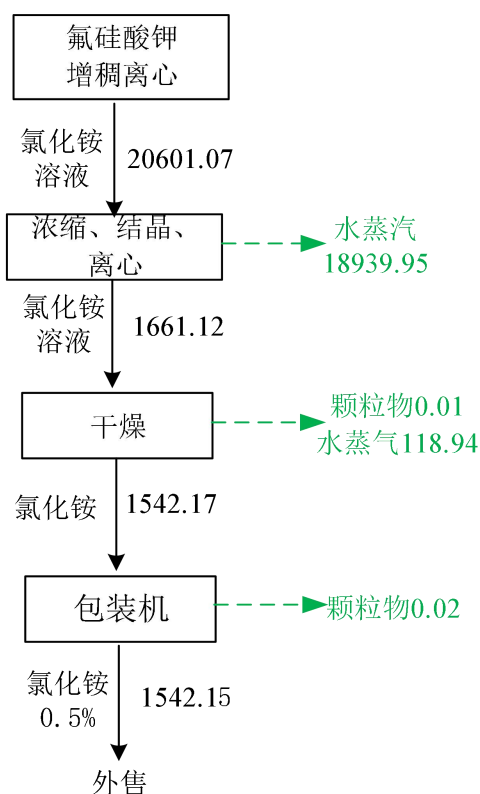 氟硅酸钾
增稠离心
氯化铵
溶液
20601.07
浓缩、结晶、
离心
水蒸汽
18939.95
氯化铵
溶液
1661.12
干燥
颗粒物0.01
水蒸气118.94
氯化铵
1542.17
包装机
颗粒物0.02
氯化铵
0.5%
1542.15
外售